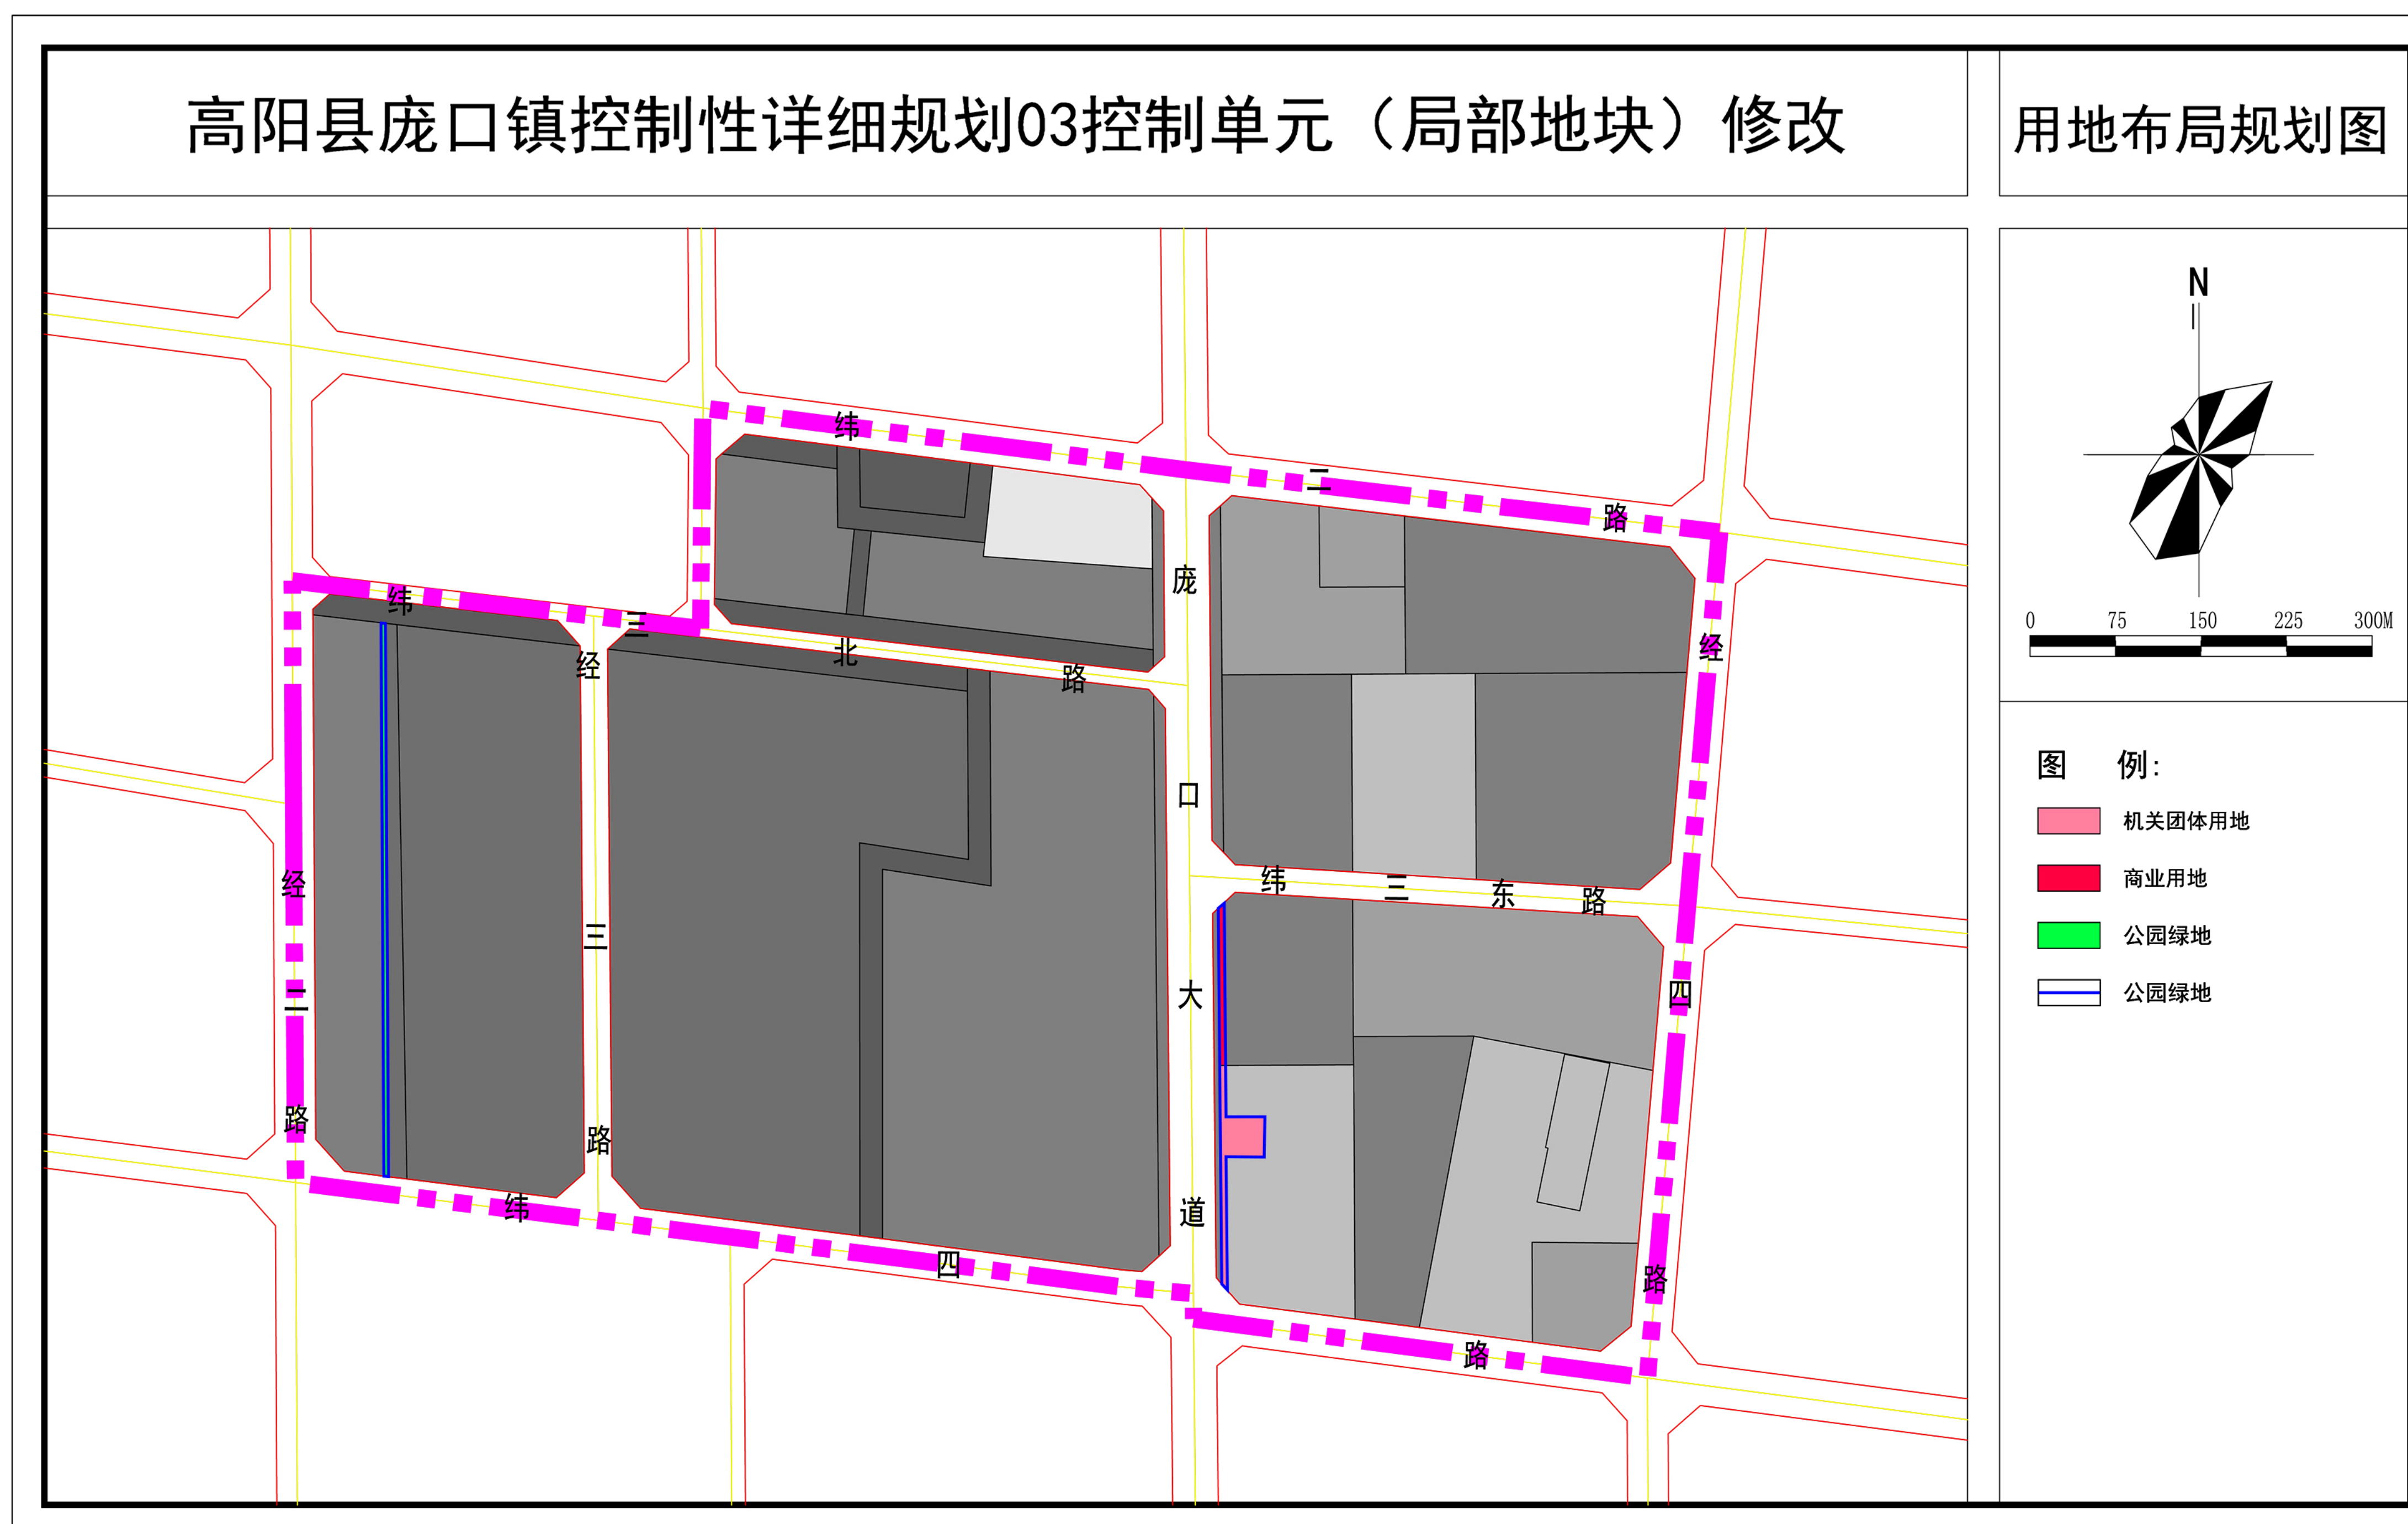 高阳县庞口镇控制性详细规划03控制单元（局部地块）修改
用地布局规划图
N
0 75 150 225 300M
图 例:
机关团体用地
商业用地
公园绿地
公园绿地
纬二路
纬三北路
庞口大道
经三路
经二路
经四路
纬三东路
纬四路